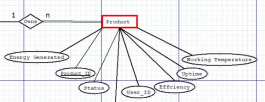 1
Owns
n
Product
Energy Generated
Product_ID
Status
User_ID
Efficiency
Uptime
Working Temperature